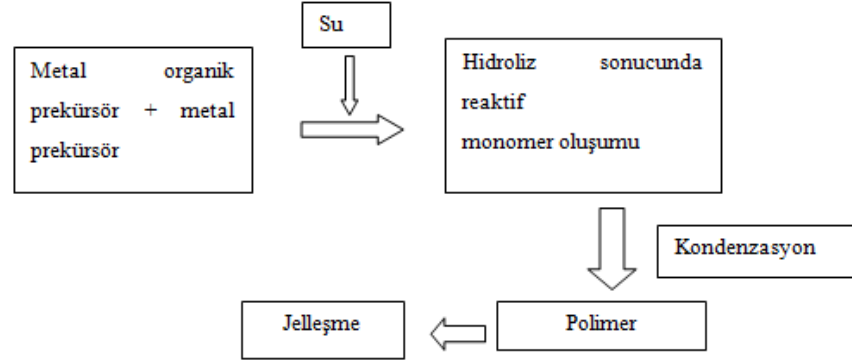 Su
Metal organik
prekürsör + metal
prekürsör
Hidroliz sonucunda
reaktif
monomer oluşumu
Kondenzasyon
Polimer
Jelleşme